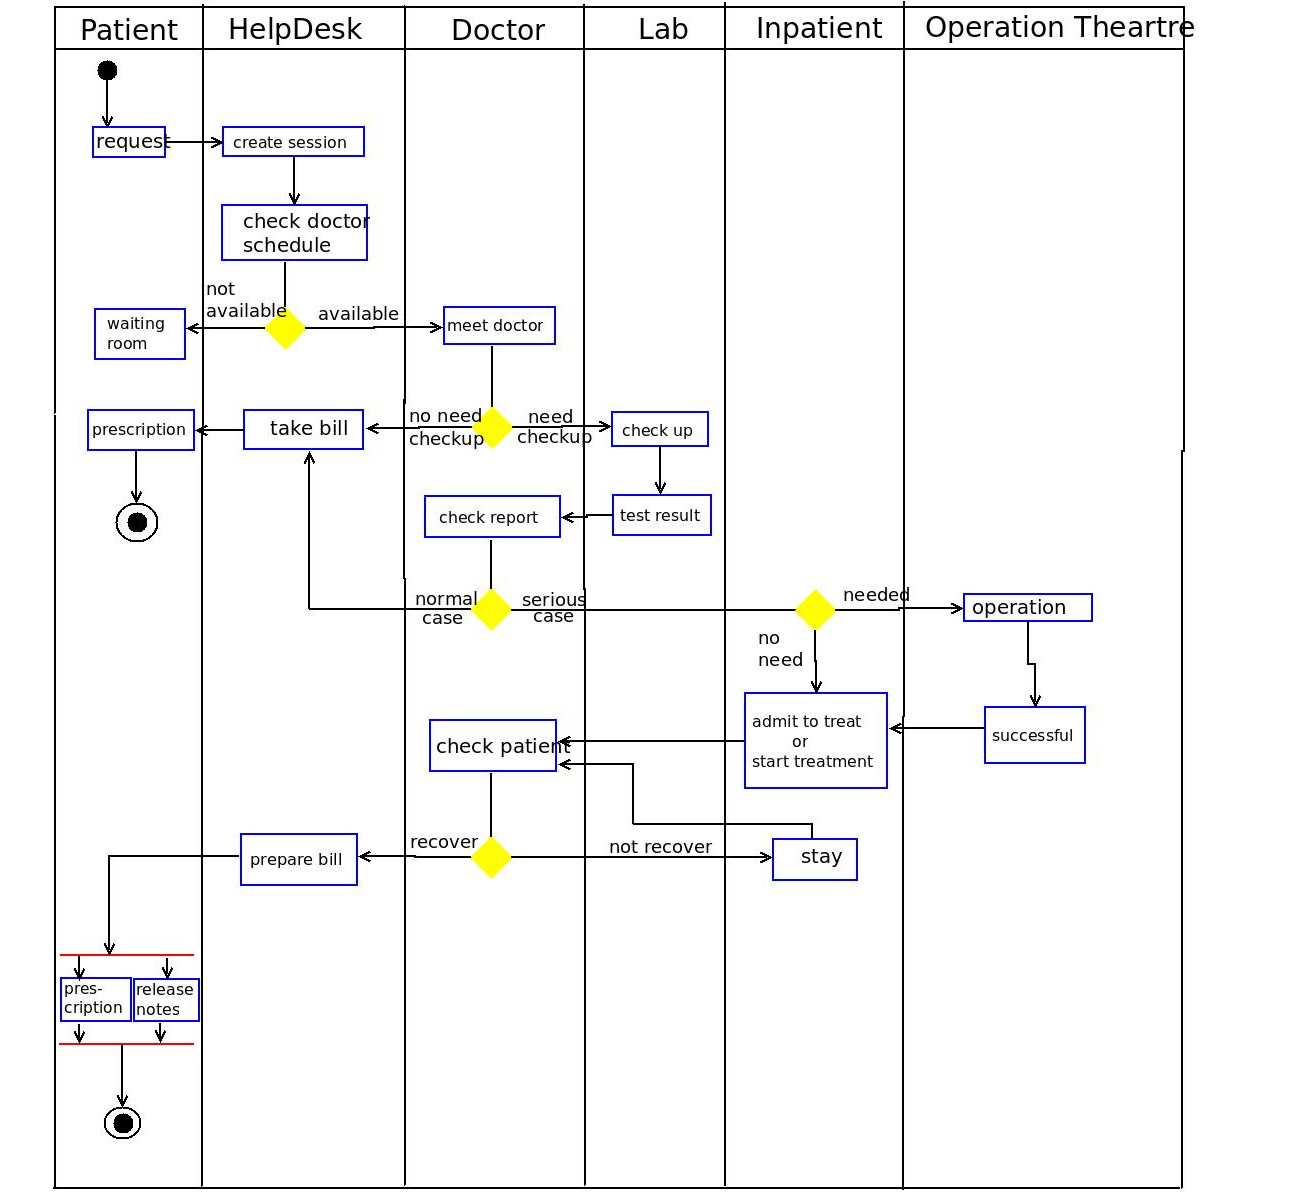 Patient
HelpDesk
Doctor
Lab
Inpatient
Operation Theartre
request
create session
check doctor
schedule
not
available
available
waiting
room
meet doctor
prescription
take bill
no need
checkup
need
checkup
check up
check report
test result
normal
case
serious
case
needed
operation
no
need
admit to treat
or
start treatment
successful
check patient
recover
not recover
prepare bill
stay
pres-
cription
release
notes